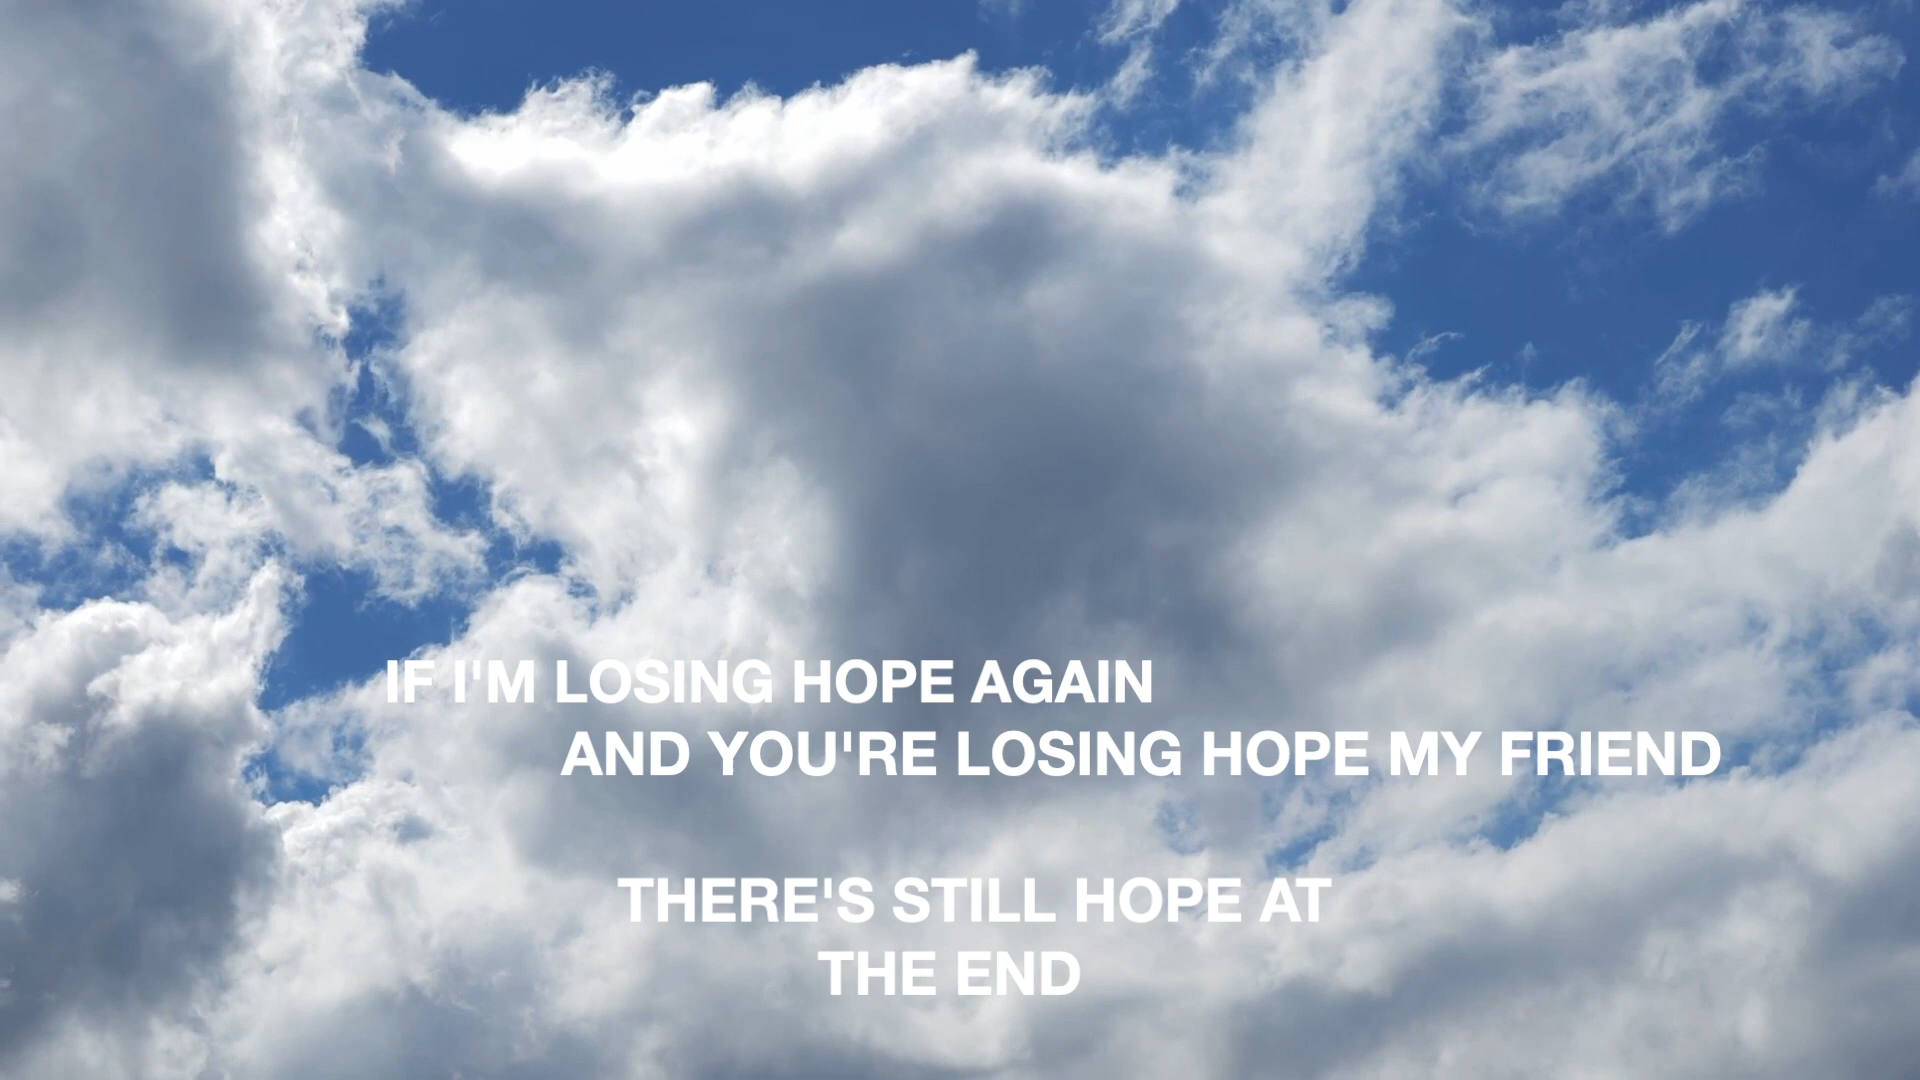 IF I'M LOSING HOPE AGAIN
AND YOU'RE LOSING HOPE MY FRIEND
THERE'S STILL HOPE AT
THE END